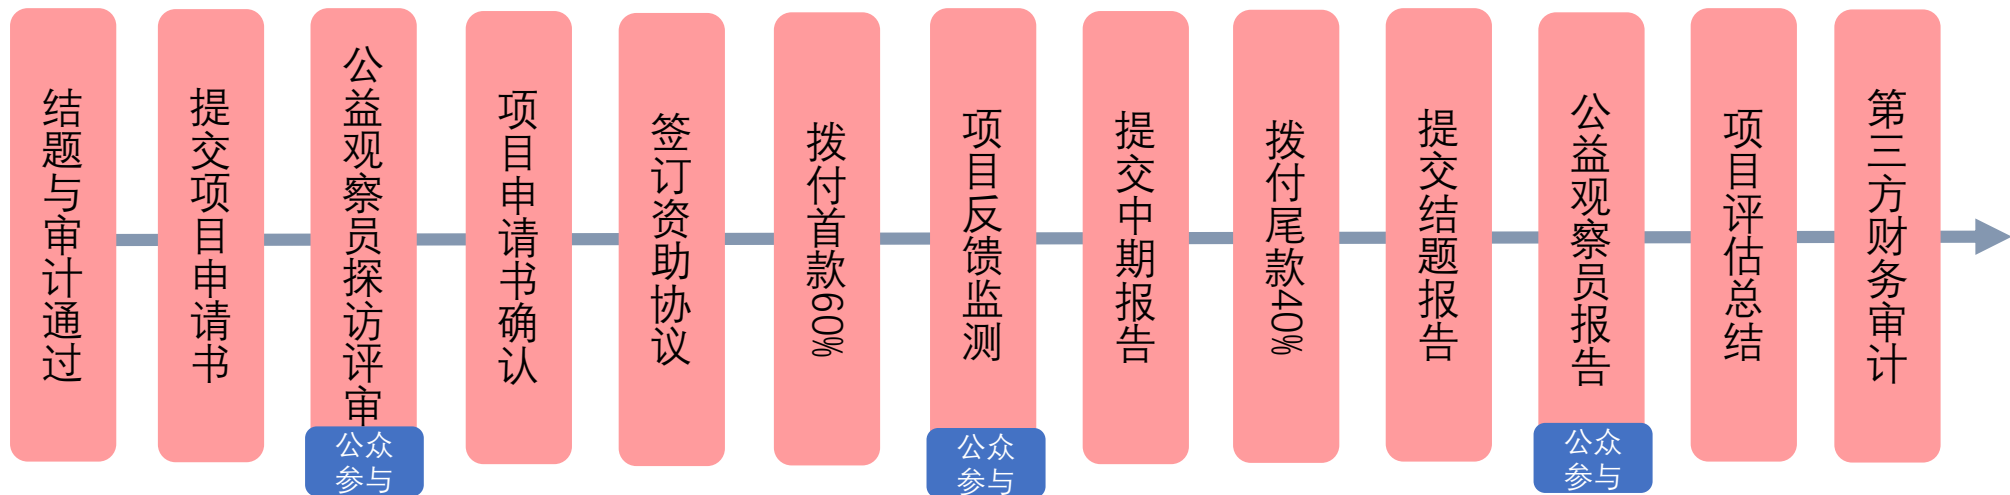 结题与审计通过
提交项目申请书
公益观察员探访评审
公众
参与
项目申请书确认
签订资助协议
拨付首款60%
项目反馈监测
公众
参与
提交中期报告
拨付尾款40%
提交结题报告
公益观察员报告
公众
参与
项目评估总结
第三方财务审计